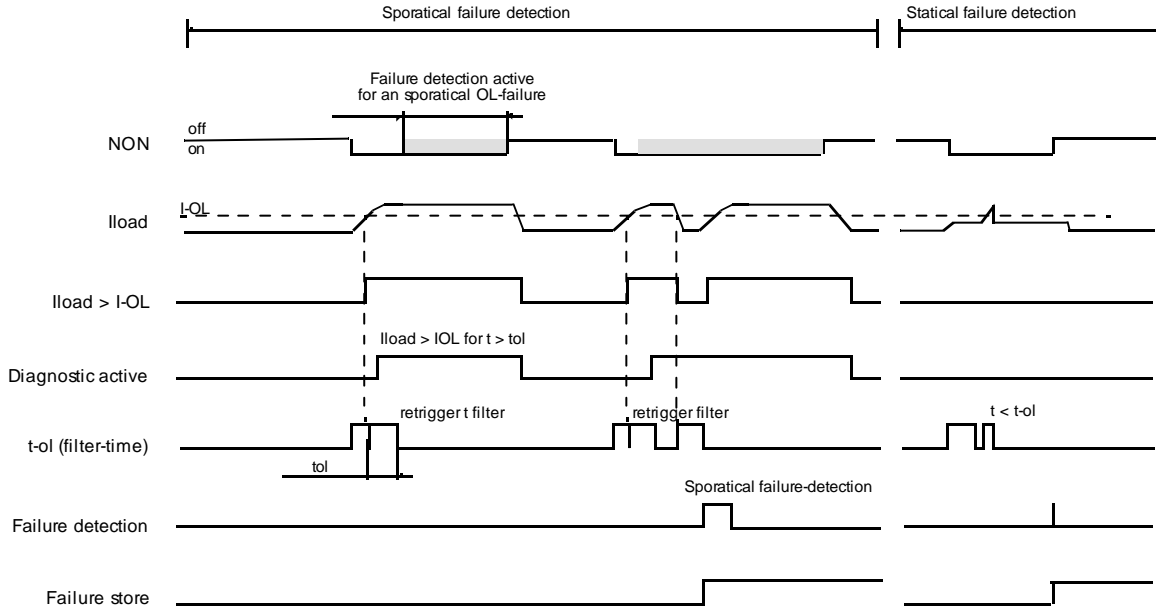 Sporatical failure detection
Statical failure detection
Failure detection active
for an sporatical OL-failure
off
NON
on
I-OL
Iload
Iload > I-OL
Iload > IOL for t > tol
Diagnostic active
retrigger t filter
retrigger filter
t < t-ol
t-ol (filter-time)
tol
Sporatical failure-detection
Failure detection
Failure store